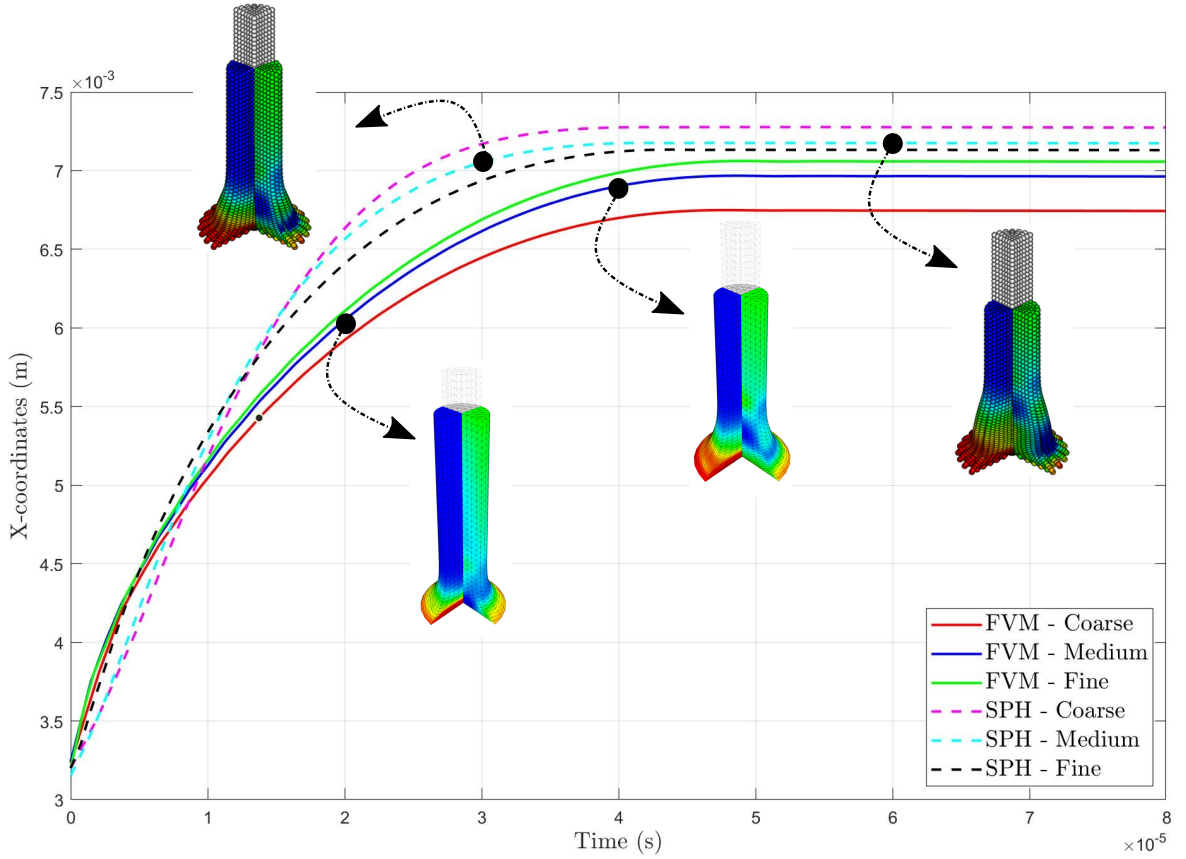 ×10⁻³
7.5
7
6.5
6
5.5
5
4.5
4
3.5
3
X-coordinates (m)
0 1 2 3 4 5 6 7 8
Time (s)
×10⁻⁵
FVM - Coarse
FVM - Medium
FVM - Fine
SPH - Coarse
SPH - Medium
SPH - Fine